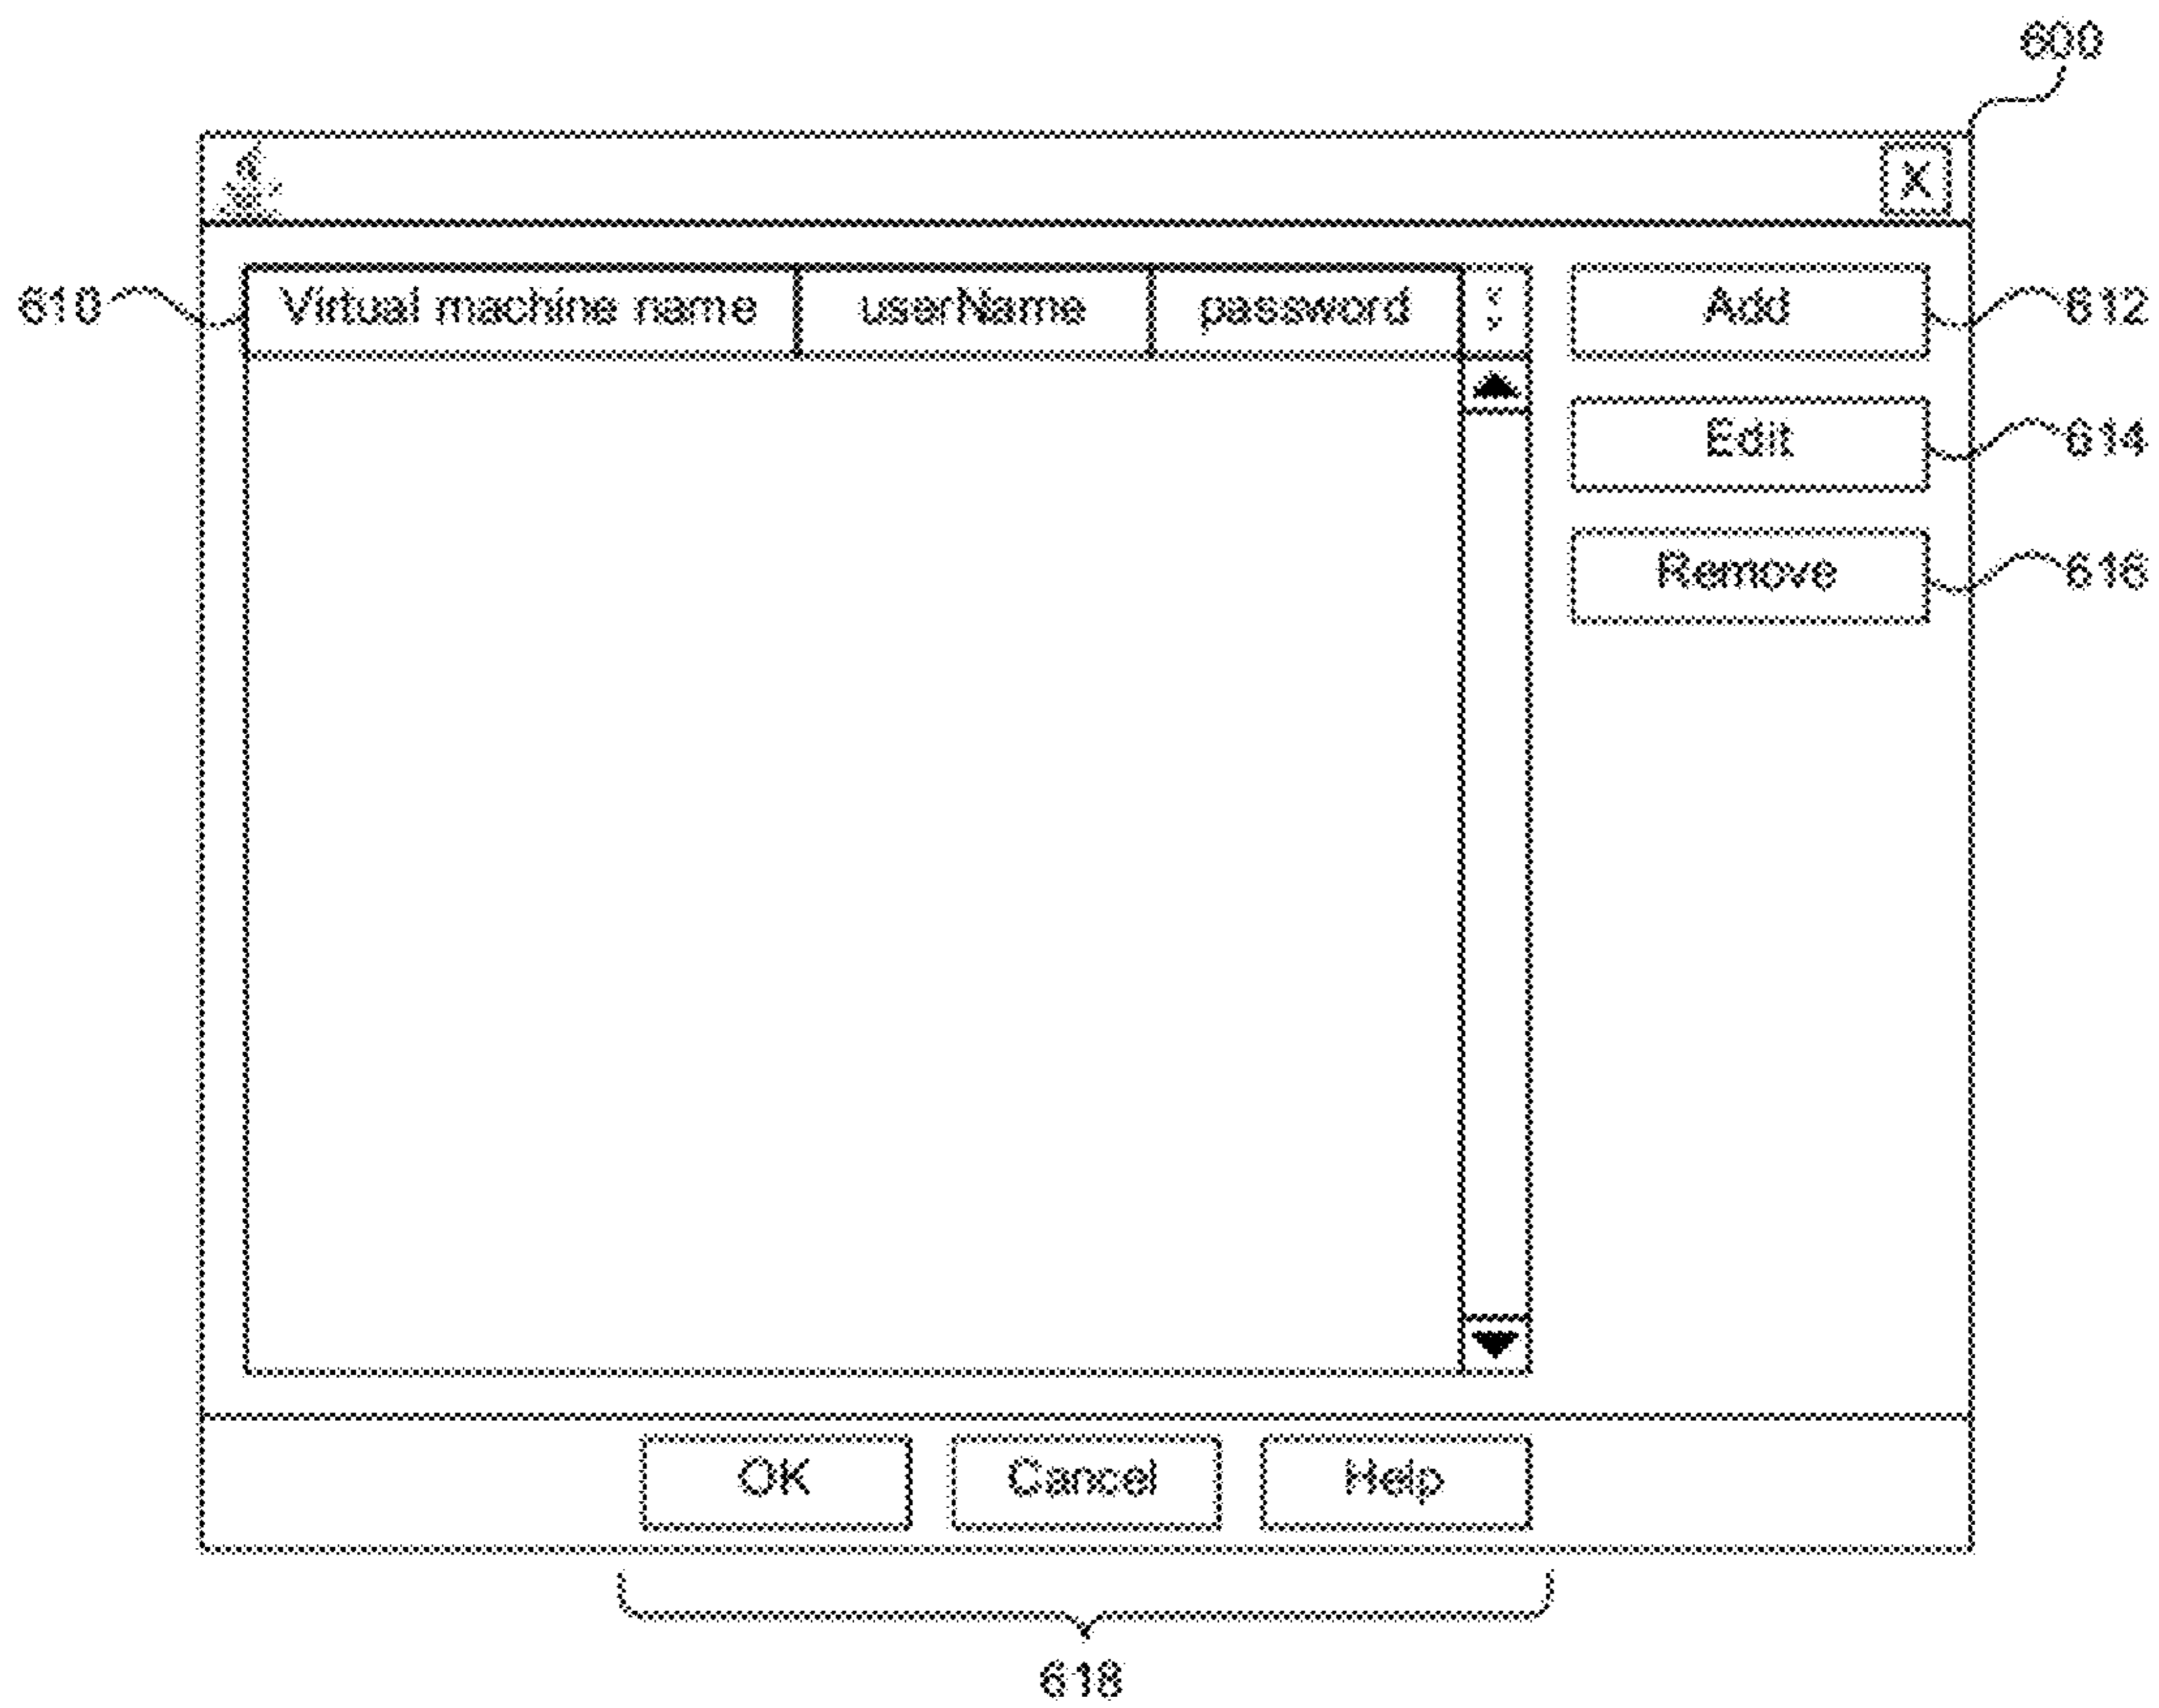 600
X
610 Virtual machine name userName password Add 612
Edit 614
Remove 616
OK Cancel Help
618